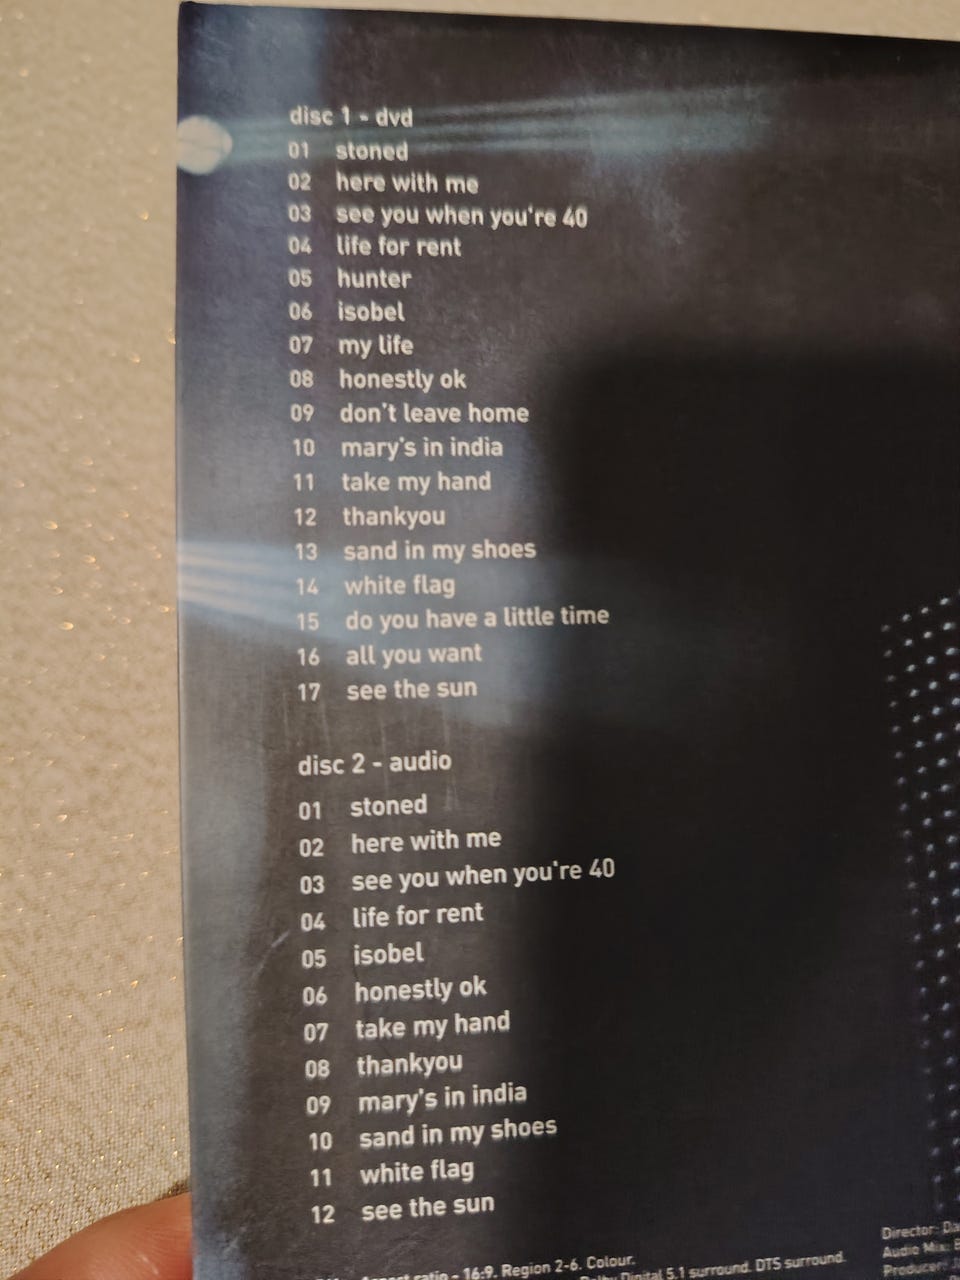 disc 1 - dvd
01 stoned
02 here with me
03 see you when you're 40
04 life for rent
05 hunter
06 isobel
07 my life
08 honestly ok
09 don't leave home
10 mary's in india
11 take my hand
12 thankyou
13 sand in my shoes
14 white flag
15 do you have a little time
16 all you want
17 see the sun
disc 2 - audio
01 stoned
02 here with me
03 see you when you're 40
04 life for rent
05 isobel
06 honestly ok
07 take my hand
08 thankyou
09 mary's in india
10 sand in my shoes
11 white flag
12 see the sun
ratio - 16:9. Region 2-6. Colour.
Digital 5.1 surround. DTS surround.
Director: Da
Audio Mix:
Producer: